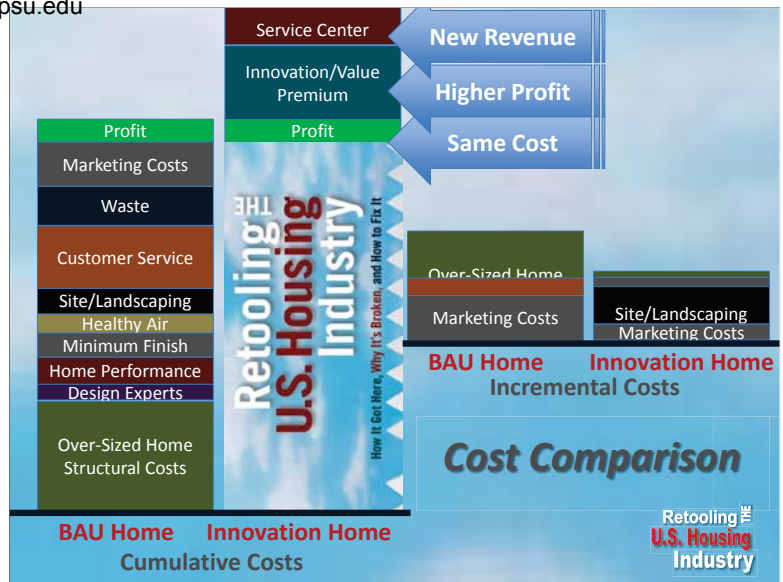 psu.edu
Service Center
Innovation/Value
Premium
Profit
New Revenue
Higher Profit
Same Cost
Profit
Marketing Costs
Waste
Customer Service
Site/Landscaping
Healthy Air
Minimum Finish
Home Performance
Design Experts
Over-Sized Home
Structural Costs
Retooling THE
U.S. Housing
Industry
How It Got Here, Why It's Broken, and How to Fix It
BAU Home Innovation Home
Cumulative Costs
Over-Sized Home
Marketing Costs
Site/Landscaping
Marketing Costs
BAU Home Innovation Home
Incremental Costs
Cost Comparison
Retooling THE
U.S. Housing
Industry